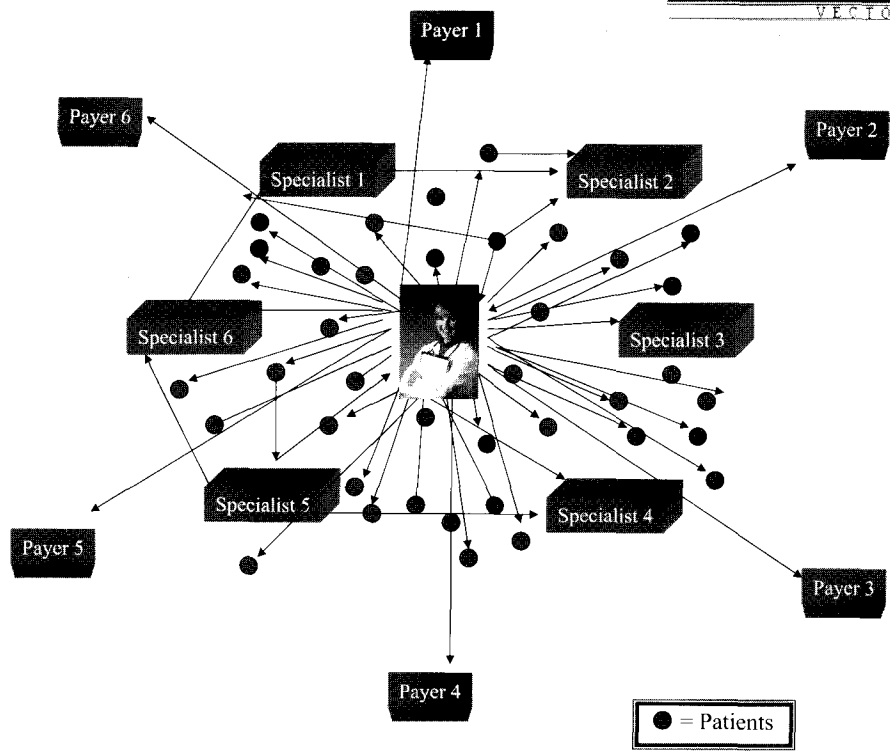 VECTO
Payer 1
Payer 6
Payer 2
Specialist 1
Specialist 2
Specialist 6
Specialist 3
Specialist 5
Specialist 4
Payer 5
Payer 3
Payer 4
= Patients